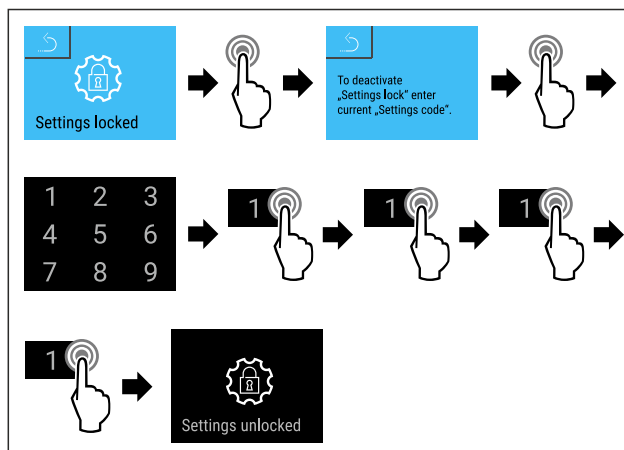 Settings locked
To deactivate
„Settings lock” enter
current „Settings code”.
1 2 3
4 5 6
7 8 9
1
1
1
1
Settings unlocked